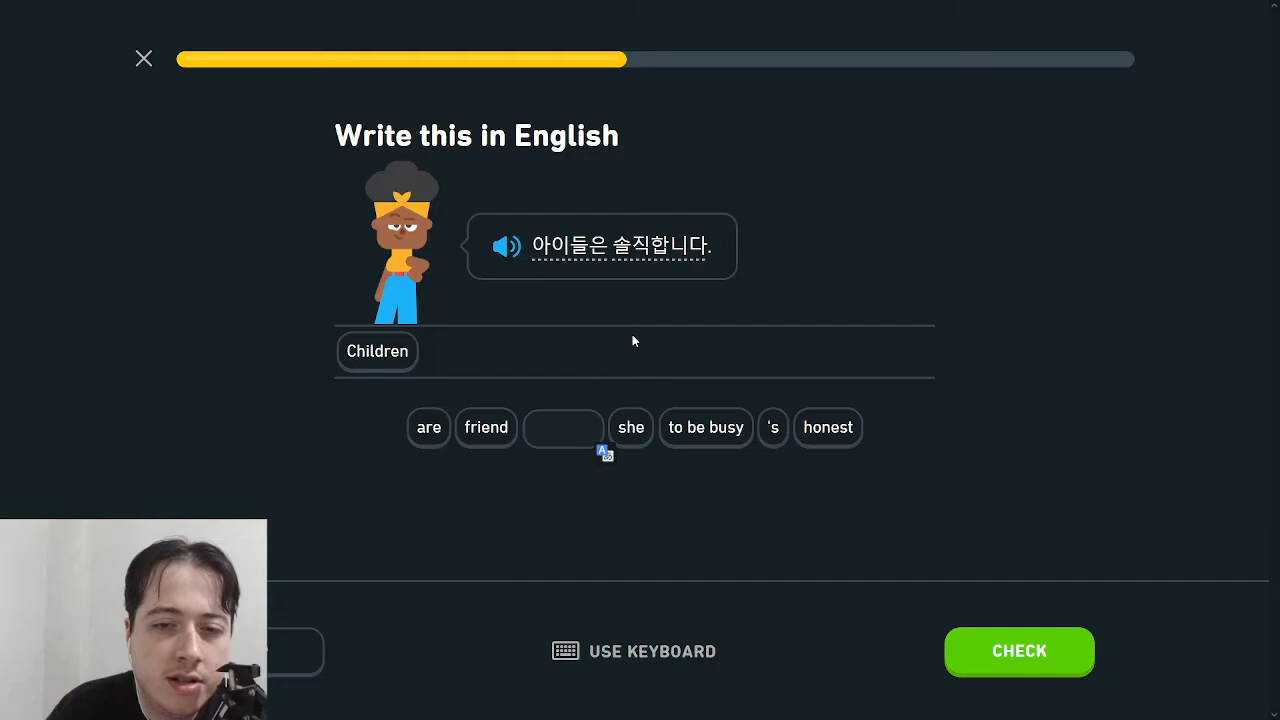 Write this in English
아이들은 솔직합니다.
Children
are friend she to be busy 's honest
USE KEYBOARD
CHECK